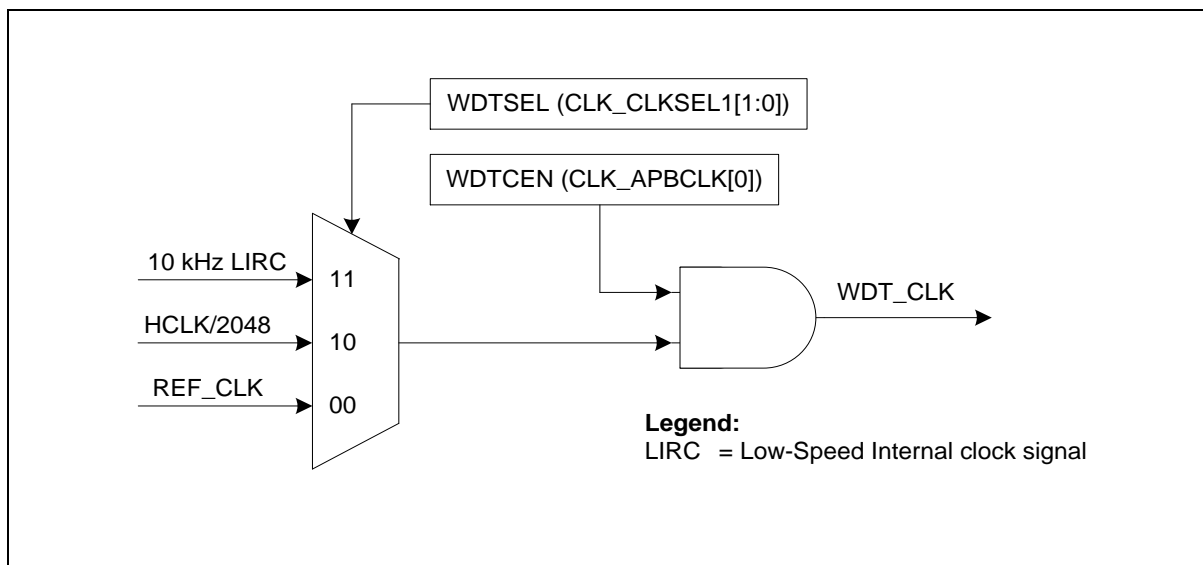 WDTSEL (CLK_CLKSEL1[1:0])
WDTCEN (CLK_APBCLK[0])
10 kHz LIRC
11
HCLK/2048
10
REF_CLK
00
WDT_CLK
Legend:
LIRC = Low-Speed Internal clock signal